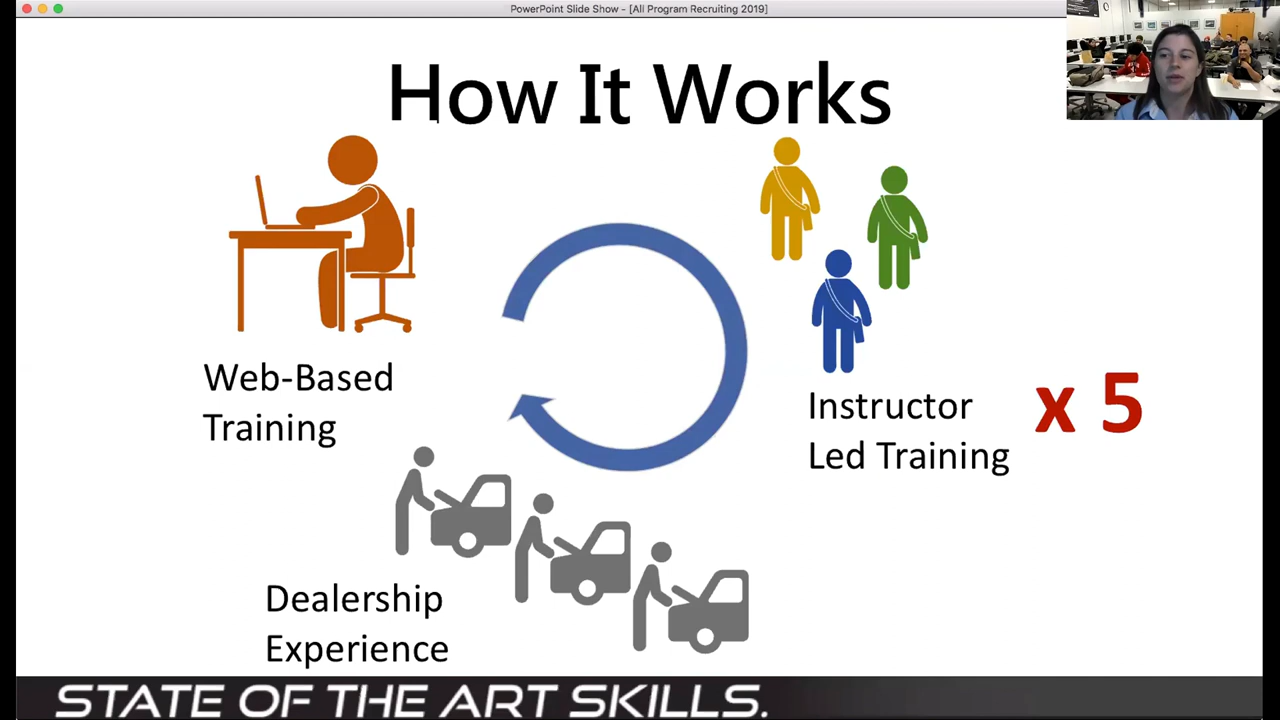 PowerPoint Slide Show - [All Program Recruiting 2019]
How It Works
Web-Based
Training
Instructor
Led Training
x 5
Dealership
Experience
STATE OF THE ART SKILLS.